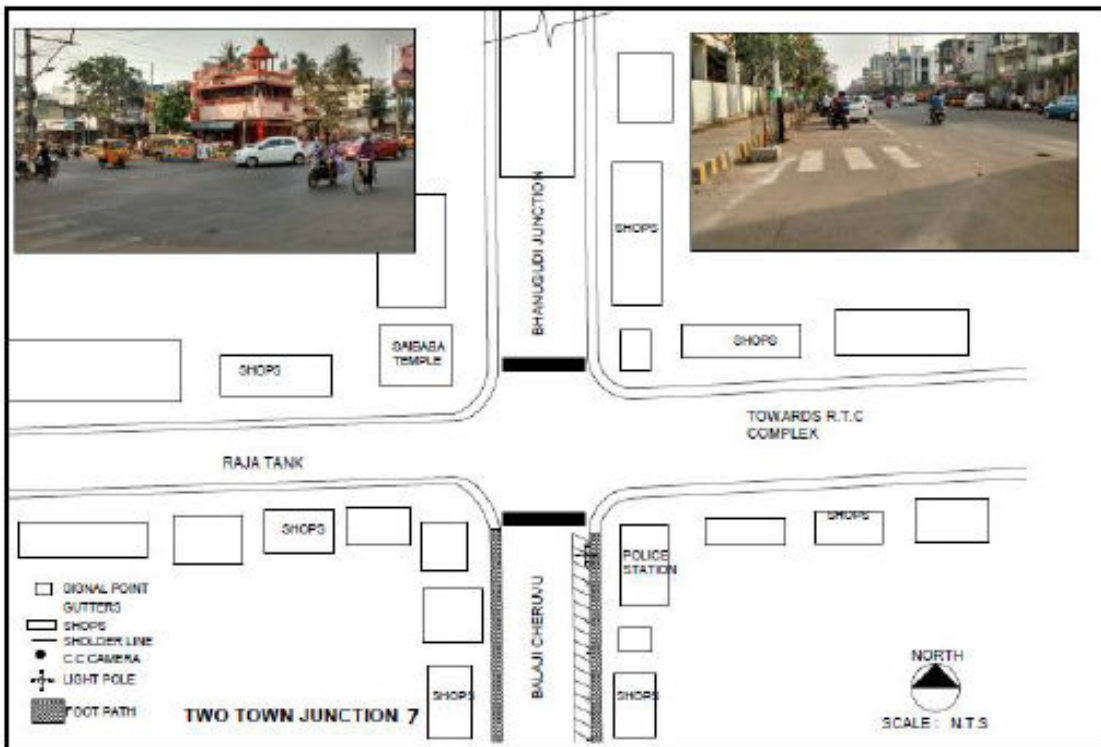 BHANUGUDI JUNCTION
SHOPS
SAIBABA
TEMPLE
SHOPS
SHOPS
TOWARDS R.T.C
COMPLEX
RAJA TANK
SHOPS
SHOPS
POLICE
STATION
BALAJI CHERUVU
SIGNAL POINT
GUTTERS
SHOPS
SHOLDER LINE
C.C CAMERA
LIGHT POLE
FOOT PATH
SHOPS
SHOPS
TWO TOWN JUNCTION 7
NORTH
SCALE : N.T.S